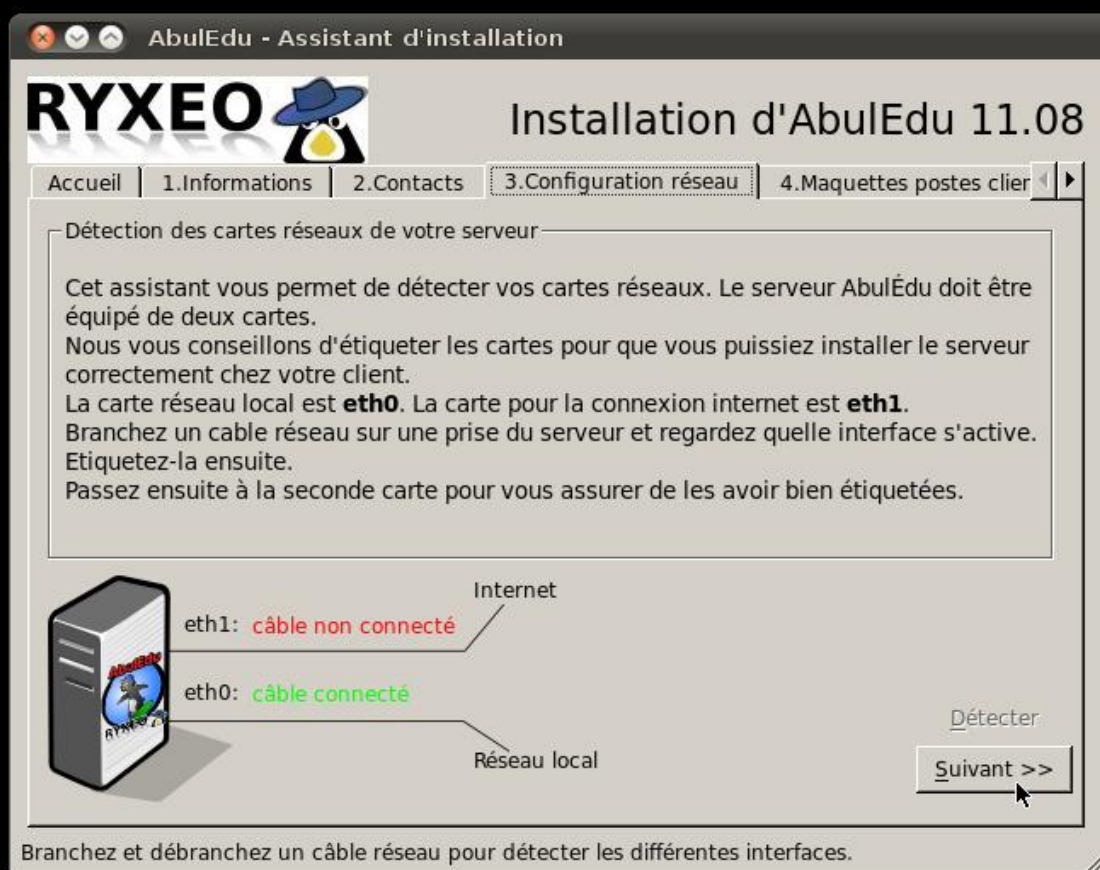 AbulEdu - Assistant d'installation
RYXEO
Installation d'AbulEdu 11.08
Accueil
1.Informations
2.Contacts
3.Configuration réseau
4.Maquettes postes clier
Détection des cartes réseaux de votre serveur
Cet assistant vous permet de détecter vos cartes réseaux. Le serveur AbulÉdu doit être
équipé de deux cartes.
Nous vous conseillons d'étiqueter les cartes pour que vous puissiez installer le serveur
correctement chez votre client.
La carte réseau local est eth0. La carte pour la connexion internet est eth1.
Branchez un cable réseau sur une prise du serveur et regardez quelle interface s'active.
Etiquetez-la ensuite.
Passez ensuite à la seconde carte pour vous assurer de les avoir bien étiquetées.
Internet
eth1: câble non connecté
AbulEdu
eth0: câble connecté
RYXEO
Détecter
Réseau local
Suivant >>
Branchez et débranchez un câble réseau pour détecter les différentes interfaces.